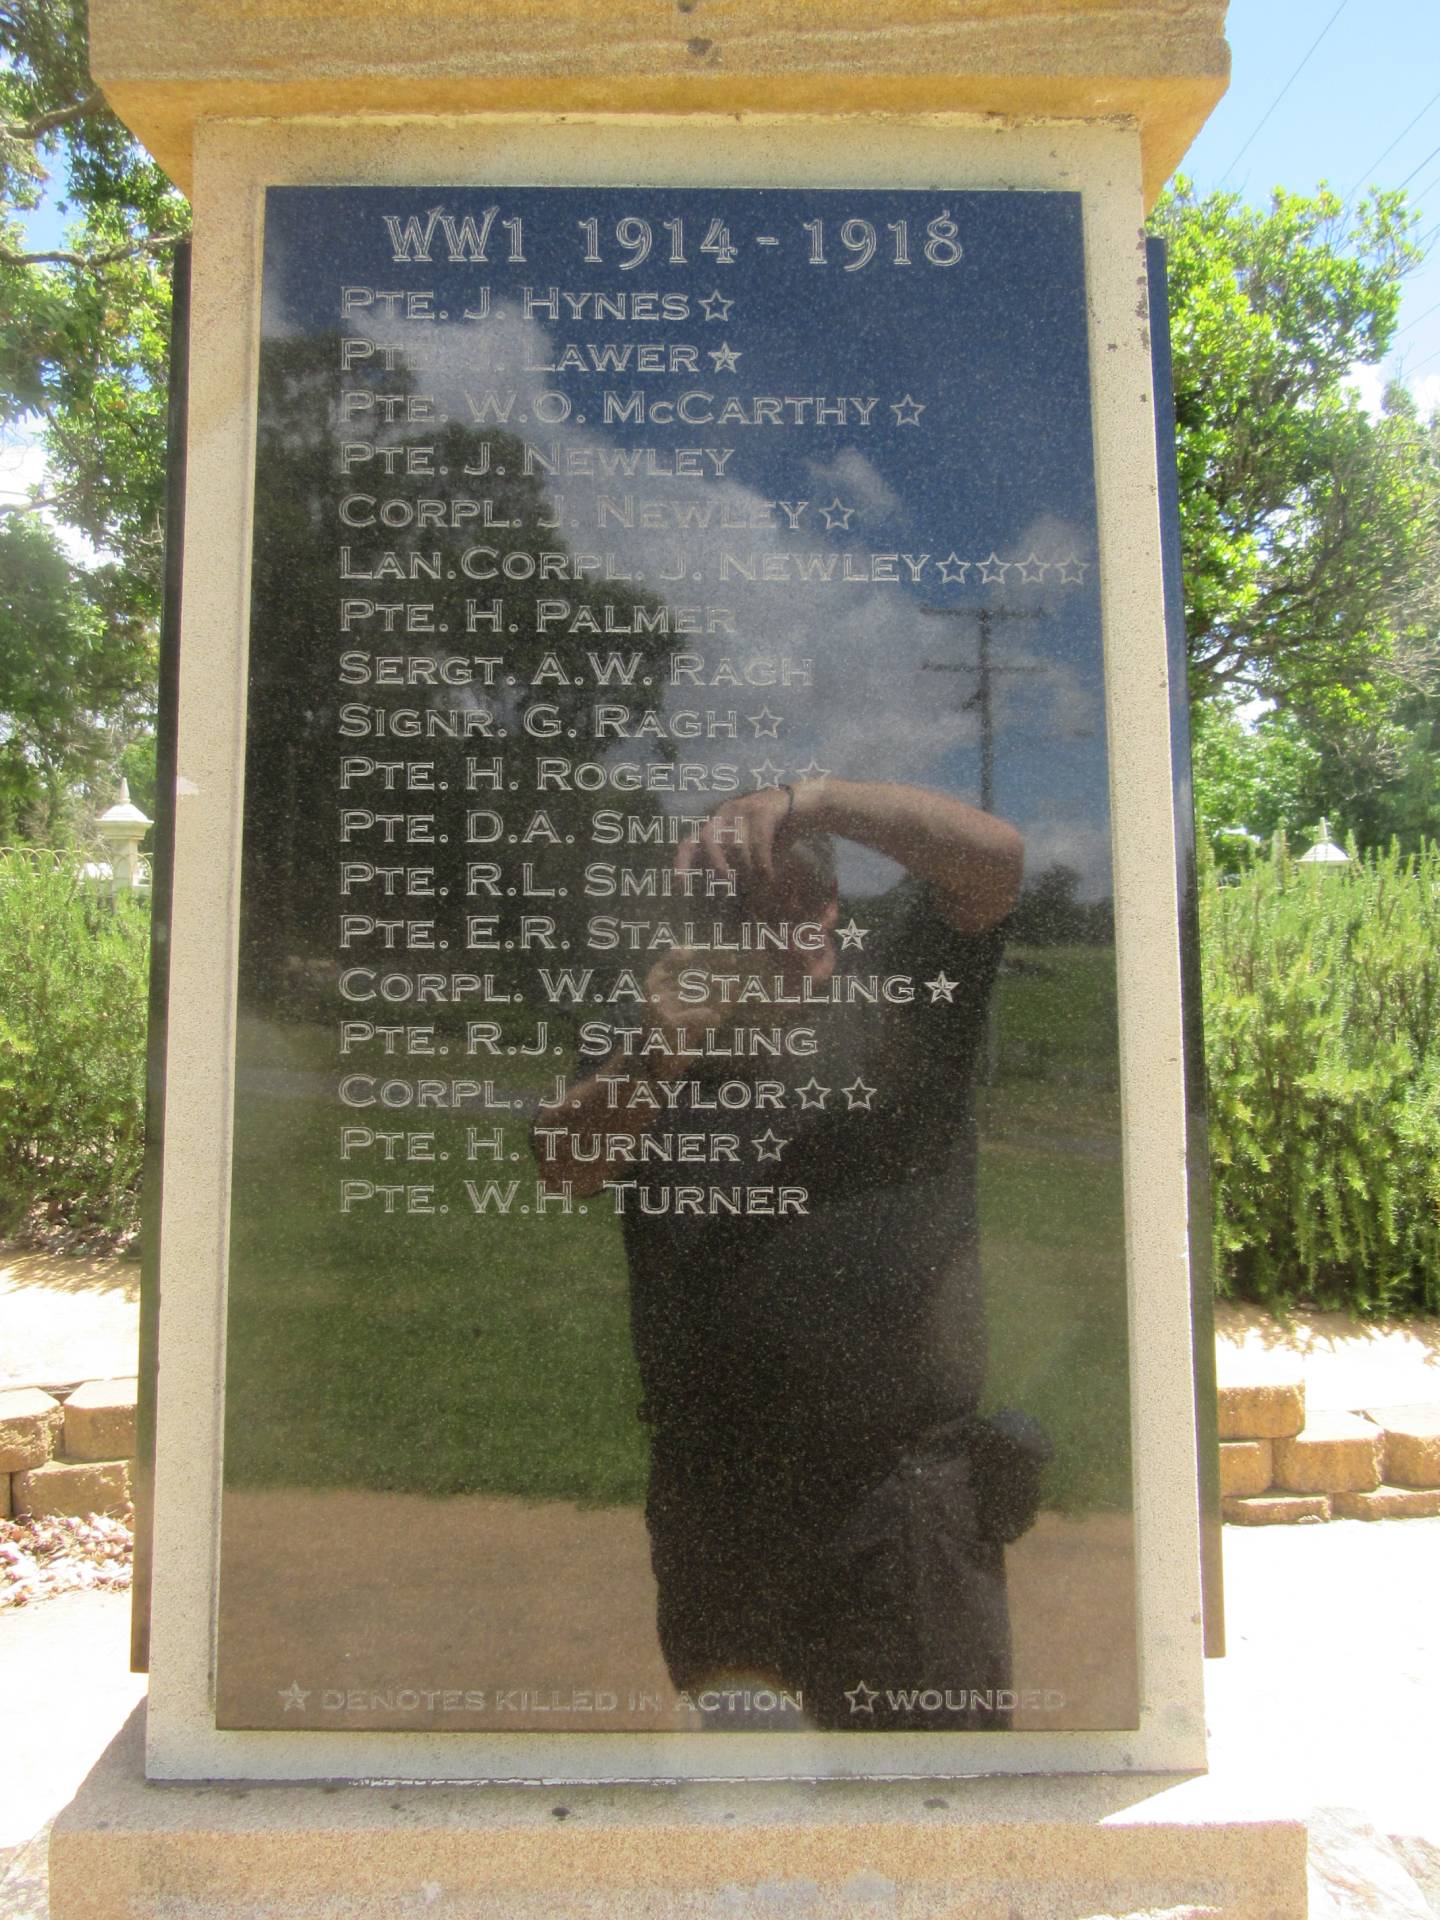 WW1 1914-1918
PTE. J. HYNES ☆
PTE. LAWER ★
PTE. W.O. McCARTHY ☆
PTE. J. NEWLEY
CORPL. J. NEWLEY ☆
LAN.CORPL. J. NEWLEY ☆☆☆☆
PTE. H. PALMER
SERGT. A.W. RAGH
SIGNR. G. RAGH ☆
PTE. H. ROGERS ☆☆
PTE. D.A. SMITH
PTE. R.L. SMITH
PTE. E.R. STALLING ★
CORPL. W.A. STALLING ★
PTE. R.J. STALLING
CORPL. J. TAYLOR ☆☆
PTE. H. TURNER ☆
PTE. W.H. TURNER
★ DENOTES KILLED IN ACTION ☆ WOUNDED